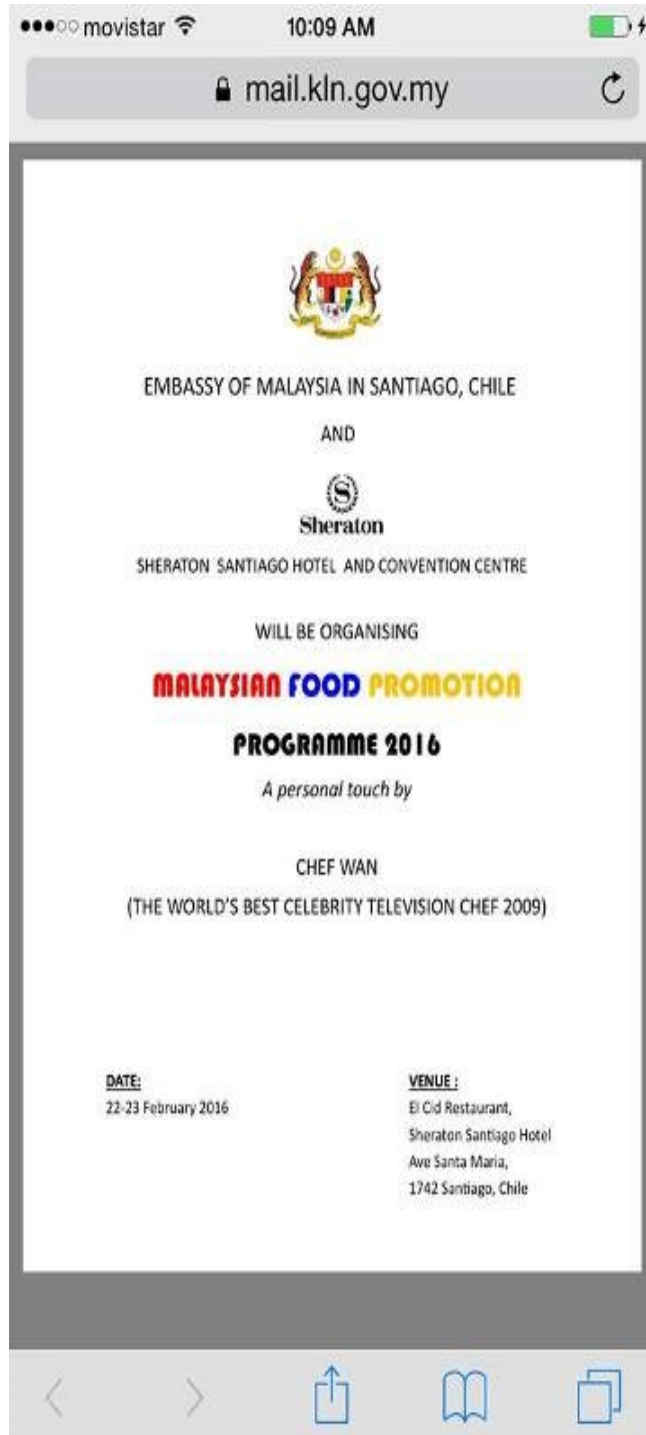 movistar 10:09 AM
mail.kln.gov.my
EMBASSY OF MALAYSIA IN SANTIAGO, CHILE
AND
S
Sheraton
SHERATON SANTIAGO HOTEL AND CONVENTION CENTRE
WILL BE ORGANISING
MALAYSIAN FOOD PROMOTION
PROGRAMME 2016
A personal touch by
CHEF WAN
(THE WORLD'S BEST CELEBRITY TELEVISION CHEF 2009)
DATE:
22-23 February 2016
VENUE :
El Cid Restaurant,
Sheraton Santiago Hotel
Ave Santa Maria,
1742 Santiago, Chile